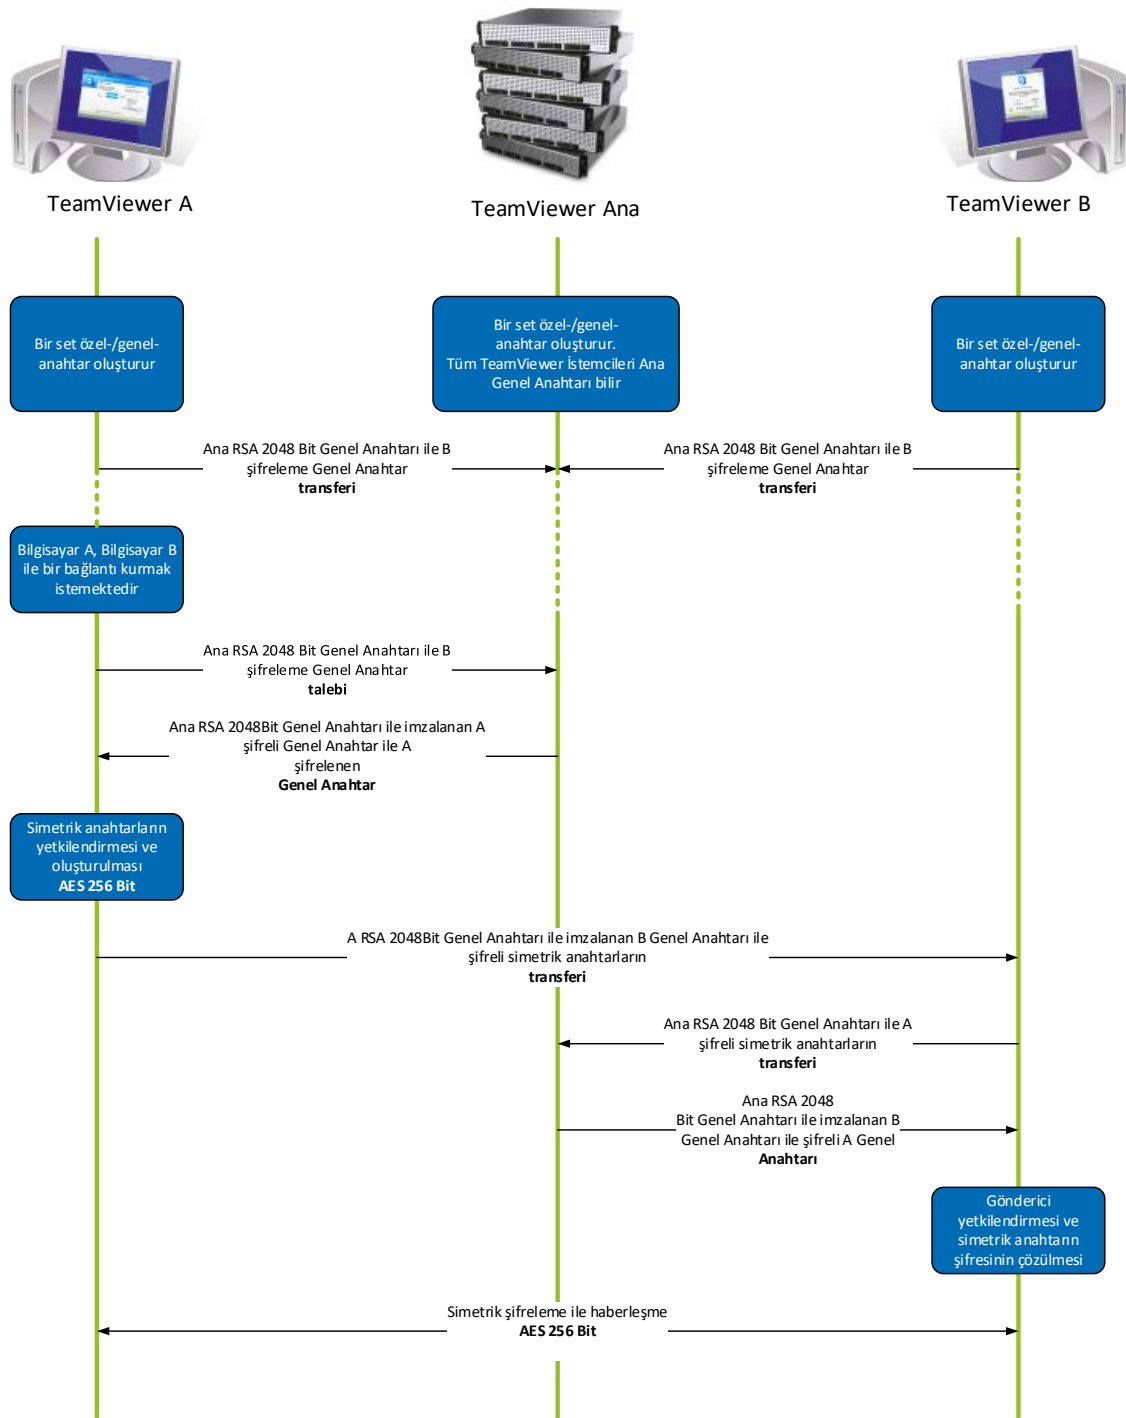 TeamViewer A
TeamViewer Ana
TeamViewer B
Bir set özel-/genel-
anahtar oluşturur
Bir set özel-/genel-
anahtar oluşturur.
Tüm TeamViewer İstemcileri Ana
Genel Anahtarı bilir
Bir set özel-/genel-
anahtar oluşturur
Ana RSA 2048 Bit Genel Anahtarı ile B
şifreleme Genel Anahtar
transferi
Ana RSA 2048 Bit Genel Anahtarı ile B
şifreleme Genel Anahtar
transferi
Bilgisayar A, Bilgisayar B
ile bir bağlantı kurmak
istemektedir
Ana RSA 2048 Bit Genel Anahtarı ile B
şifreleme Genel Anahtar
talebi
Ana RSA 2048Bit Genel Anahtarı ile imzalanan A
şifreli Genel Anahtar ile A
şifrelenen
Genel Anahtar
Simetrik anahtarların
yetkilendirmesi ve
oluşturulması
AES 256 Bit
A RSA 2048Bit Genel Anahtarı ile imzalanan B Genel Anahtarı ile
şifreli simetrik anahtarların
transferi
Ana RSA 2048 Bit Genel Anahtarı ile A
şifreli simetrik anahtarların
transferi
Ana RSA 2048
Bit Genel Anahtarı ile imzalanan B
Genel Anahtarı ile şifreli A Genel
Anahtarı
Gönderici
yetkilendirmesi ve
simetrik anahtarın
şifresinin çözülmesi
Simetrik şifreleme ile haberleşme
AES 256 Bit